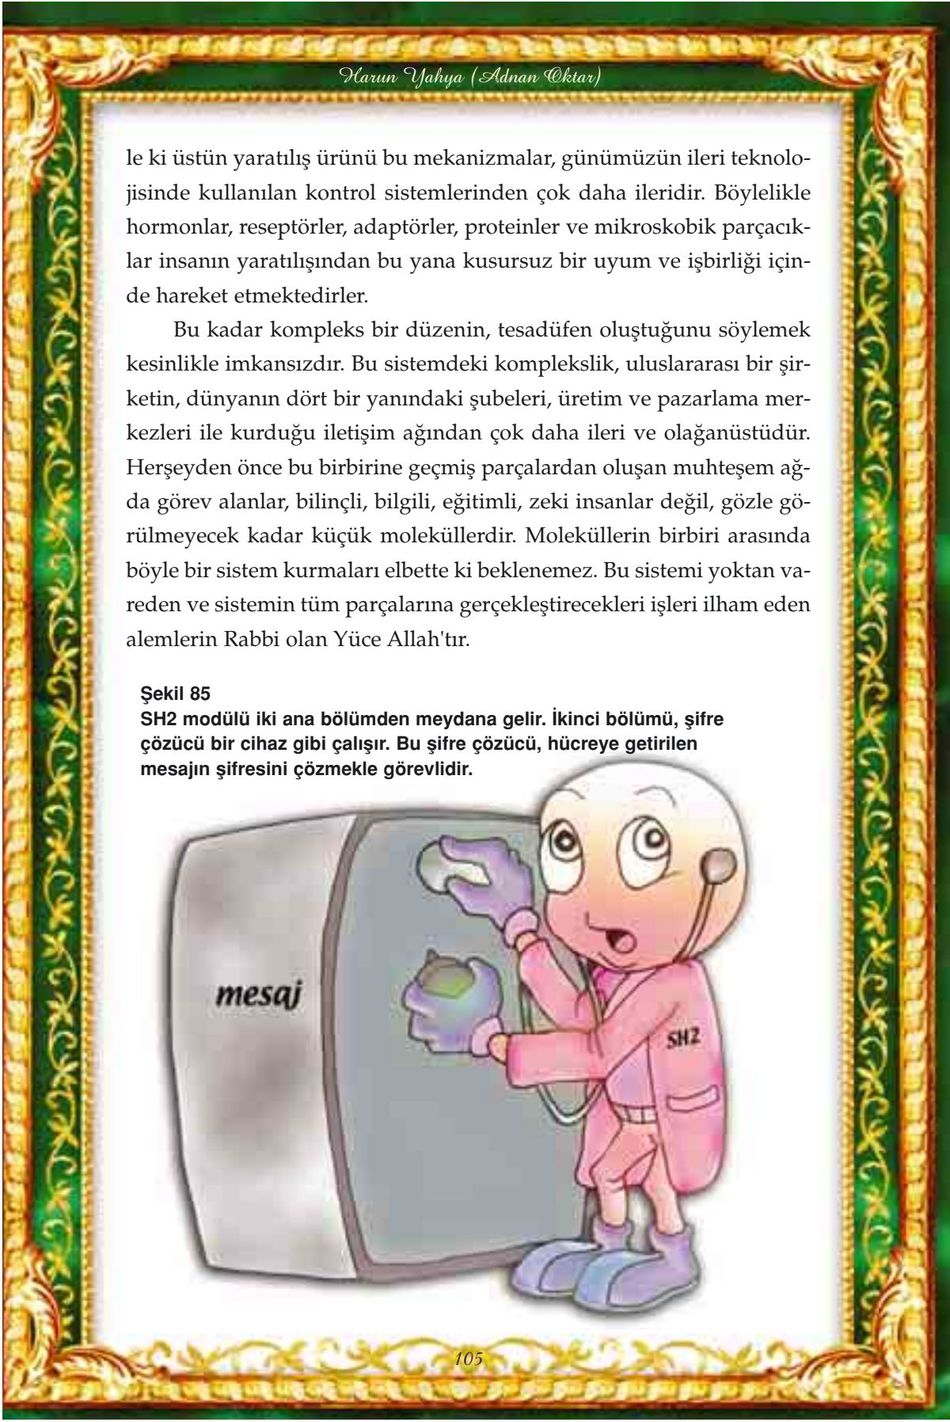 Harun Yahya (Adnan Oktar)
le ki üstün yaratılış ürünü bu mekanizmalar, günümüzün ileri teknolo-
jisinde kullanılan kontrol sistemlerinden çok daha ileridir. Böylelikle
hormonlar, reseptörler, adaptörler, proteinler ve mikroskobik parçacık-
lar insanın yaratılışından bu yana kusursuz bir uyum ve işbirliği için-
de hareket etmektedirler.
Bu kadar kompleks bir düzenin, tesadüfen oluştuğunu söylemek
kesinlikle imkansızdır. Bu sistemdeki komplekslik, uluslararası bir şir-
ketin, dünyanın dört bir yanındaki şubeleri, üretim ve pazarlama mer-
kezleri ile kurduğu iletişim ağından çok daha ileri ve olağanüstüdür.
Herşeyden önce bu birbirine geçmiş parçalardan oluşan muhteşem ağ-
da görev alanlar, bilinçli, bilgili, eğitimli, zeki insanlar değil, gözle gö-
rülmeyecek kadar küçük moleküllerdir. Moleküllerin birbiri arasında
böyle bir sistem kurmaları elbette ki beklenemez. Bu sistemi yoktan va-
reden ve sistemin tüm parçalarına gerçekleştirecekleri işleri ilham eden
alemlerin Rabbi olan Yüce Allah'tır.
Şekil 85
SH2 modülü iki ana bölümden meydana gelir. İkinci bölümü, şifre
çözücü bir cihaz gibi çalışır. Bu şifre çözücü, hücreye getirilen
mesajın şifresini çözmekle görevlidir.
mesaj
SH2
105